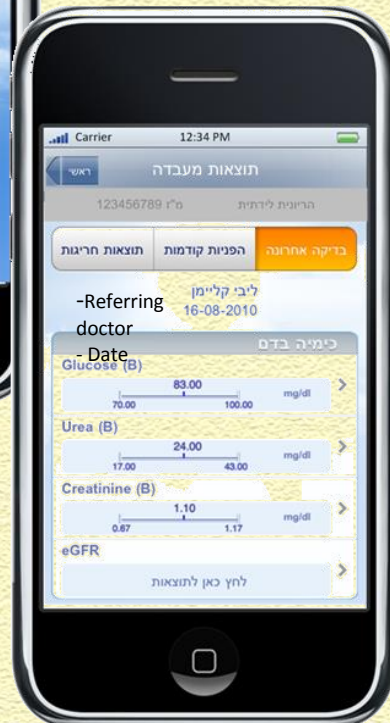 Carrier 12:34 PM
ראשי תוצאות מעבדה
הריונית לידתית מ"ז 123456789
בדיקה אחרונה הפניות קודמות תוצאות חריגות
ליבי קליימן
16-08-2010
-Referring
doctor
- Date
כימיה בדם
Glucose (B)
83.00
70.00 100.00 mg/dl
Urea (B)
24.00
17.00 43.00 mg/dl
Creatinine (B)
1.10
0.67 1.17 mg/dl
eGFR
לחץ כאן לתוצאות